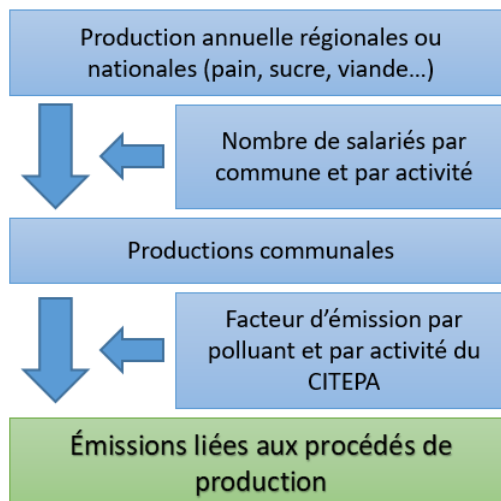 Production annuelle régionales ou
nationales (pain, sucre, viande…)
Nombre de salariés par
commune et par activité
Productions communales
Facteur d’émission par
polluant et par activité du
CITEPA
Émissions liées aux procédés de
production